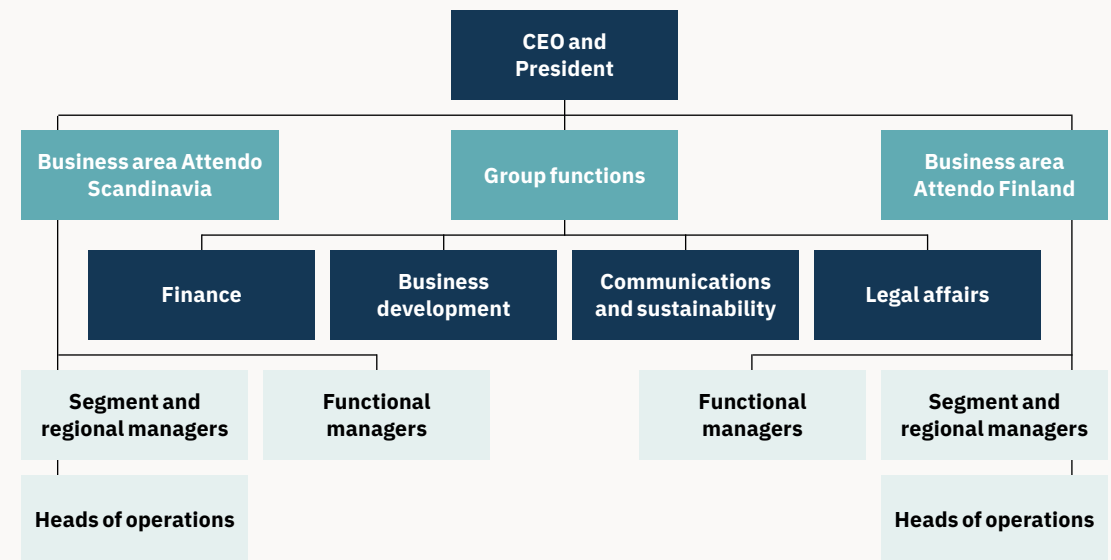 CEO and
President
Business area Attendo
Scandinavia
Group functions
Business area
Attendo Finland
Finance
Business
development
Communications
and sustainability
Legal affairs
Segment and
regional managers
Functional
managers
Functional
managers
Segment and
regional managers
Heads of operations
Heads of operations